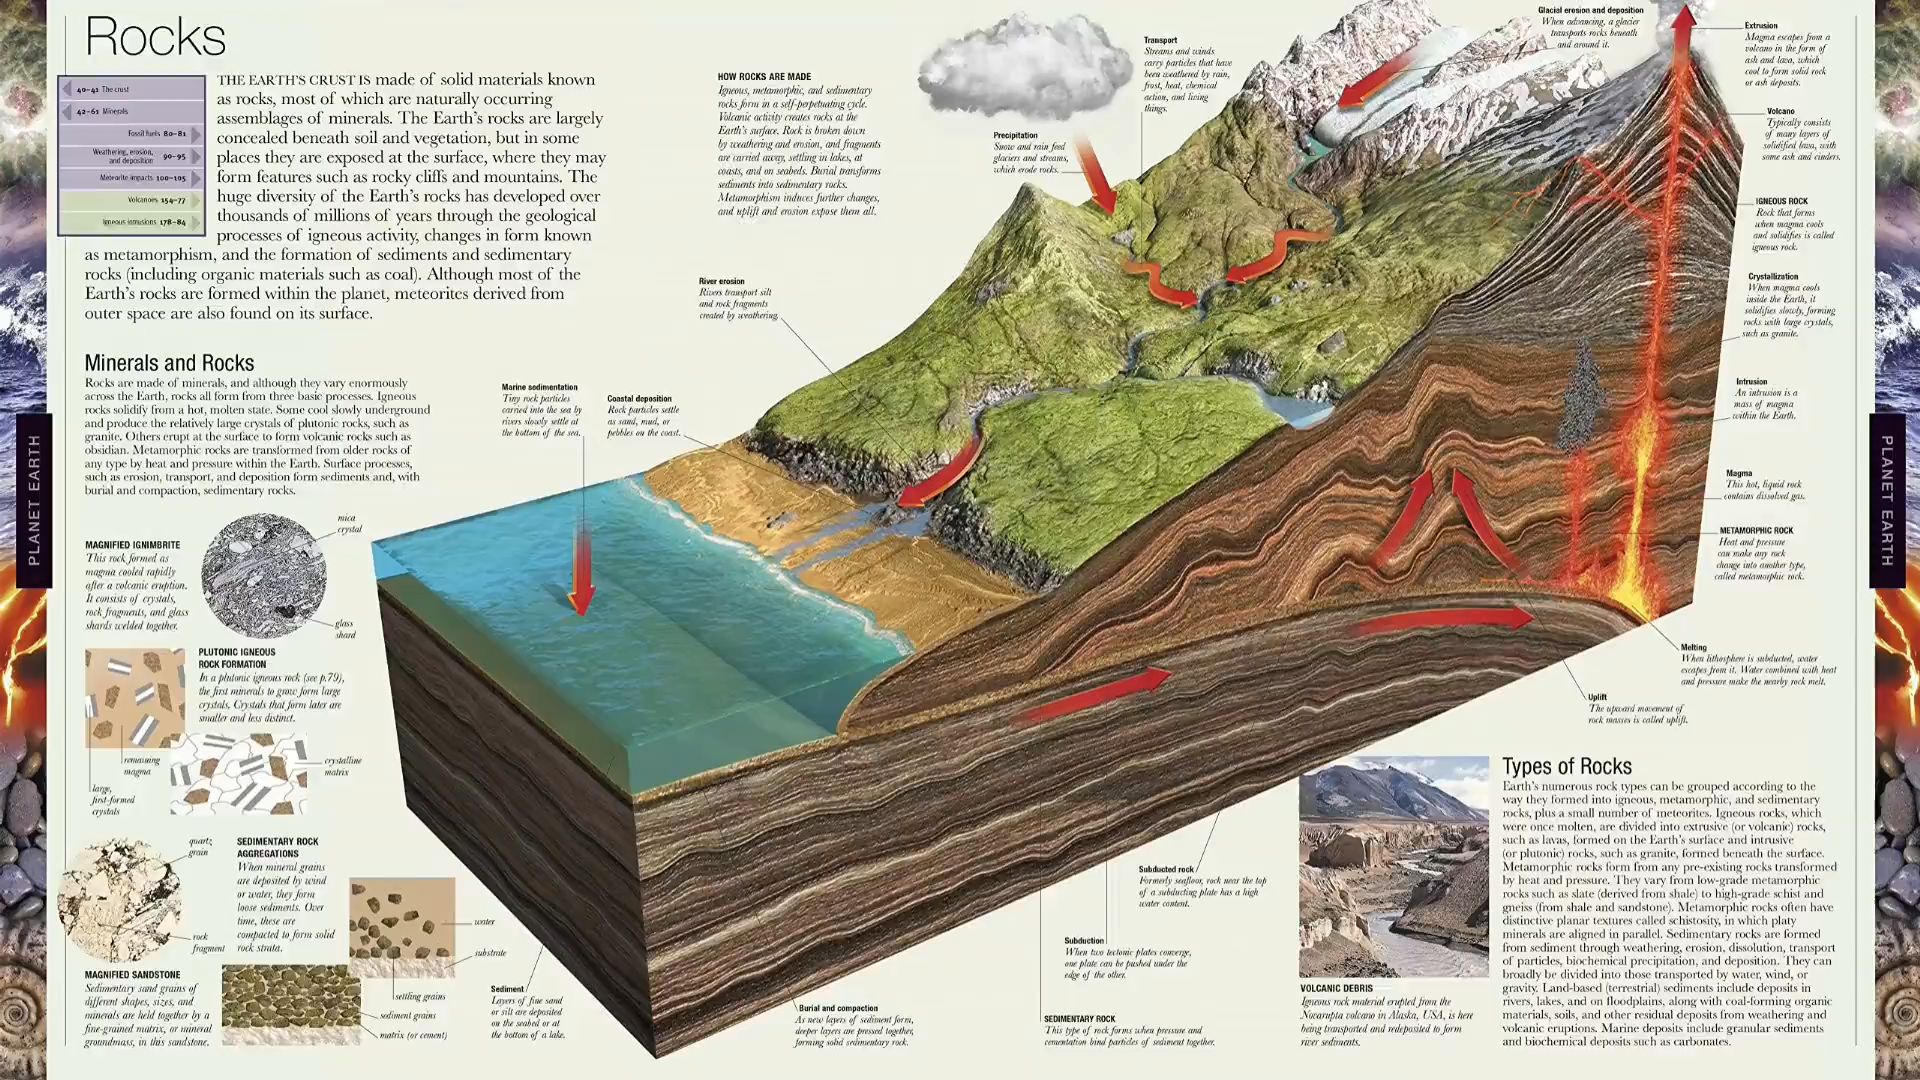 Rocks
40–41 The crust
42–61 Minerals
Fossil fuels 80–81
Weathering, erosion,
and deposition 90–95
Meteorite impacts 100–105
Volcanoes 154–77
Igneous intrusions 178–84
THE EARTH'S CRUST IS made of solid materials known
as rocks, most of which are naturally occurring
assemblages of minerals. The Earth's rocks are largely
concealed beneath soil and vegetation, but in some
places they are exposed at the surface, where they may
form features such as rocky cliffs and mountains. The
huge diversity of the Earth's rocks has developed over
thousands of millions of years through the geological
processes of igneous activity, changes in form known
as metamorphism, and the formation of sediments and sedimentary
rocks (including organic materials such as coal). Although most of the
Earth's rocks are formed within the planet, meteorites derived from
outer space are also found on its surface.
Minerals and Rocks
Rocks are made of minerals, and although they vary enormously
across the Earth, rocks all form from three basic processes. Igneous
rocks solidify from a hot, molten state. Some cool slowly underground
and produce the relatively large crystals of plutonic rocks, such as
granite. Others erupt at the surface to form volcanic rocks such as
obsidian. Metamorphic rocks are transformed from older rocks of
any type by heat and pressure within the Earth. Surface processes,
such as erosion, transport, and deposition form sediments and, with
burial and compaction, sedimentary rocks.
MAGNIFIED IGNIMBRITE
This rock formed as
magma cooled rapidly
after a volcanic eruption.
It consists of crystals,
rock fragments, and glass
shards welded together.
mica
crystal
glass
shard
PLUTONIC IGNEOUS
ROCK FORMATION
In a plutonic igneous rock (see p.79),
the first minerals to grow form large
crystals. Crystals that form later are
smaller and less distinct.
remaining
magma
large,
first-formed
crystals
crystalline
matrix
quartz
grain
rock
fragment
SEDIMENTARY ROCK
AGGREGATIONS
When mineral grains
are deposited by wind
or water, they form
loose sediments. Over
time, these are
compacted to form solid
rock strata.
water
substrate
settling grains
sediment grains
matrix (or cement)
MAGNIFIED SANDSTONE
Sedimentary sand grains of
different shapes, sizes, and
minerals are held together by a
fine-grained matrix, or mineral
groundmass, in this sandstone.
HOW ROCKS ARE MADE
Igneous, metamorphic, and sedimentary
rocks form in a self-perpetuating cycle.
Volcanic activity creates rocks at the
Earth's surface. Rock is broken down
by weathering and erosion, and fragments
are carried away, settling in lakes, at
coasts, and on seabeds. Burial transforms
sediments into sedimentary rocks.
Metamorphism induces further changes,
and uplift and erosion expose them all.
River erosion
Rivers transport silt
and rock fragments
created by weathering.
Marine sedimentation
Tiny rock particles
carried into the sea by
rivers slowly settle at
the bottom of the sea.
Coastal deposition
Rock particles settle
as sand, mud, or
pebbles on the coast.
Precipitation
Snow and rain feed
glaciers and streams,
which erode rocks.
Transport
Streams and winds
carry particles that have
been weathered by rain,
frost, heat, chemical
action, and living
things.
Glacial erosion and deposition
When advancing, a glacier
transports rocks beneath
and around it.
Extrusion
Magma escapes from a
volcano in the form of
ash and lava, which
cool to form solid rock
or ash deposits.
Volcano
Typically consists
of many layers of
solidified lava, with
some ash and cinders.
IGNEOUS ROCK
Rock that forms
when magma cools
and solidifies is called
igneous rock.
Crystallization
When magma cools
inside the Earth, it
solidifies slowly, forming
rocks with large crystals,
such as granite.
Intrusion
An intrusion is a
mass of magma
within the Earth.
Magma
This hot, liquid rock
contains dissolved gas.
METAMORPHIC ROCK
Heat and pressure
can make any rock
change into another type,
called metamorphic rock.
Melting
When lithosphere is subducted, water
escapes from it. Water combined with heat
and pressure make the nearby rock melt.
Uplift
The upward movement of
rock masses is called uplift.
Subducted rock
Formerly seafloor, rock near the top
of a subducting plate has a high
water content.
Subduction
When two tectonic plates converge,
one plate can be pushed under the
edge of the other.
SEDIMENTARY ROCK
This type of rock forms when pressure and
cementation bind particles of sediment together.
Burial and compaction
As new layers of sediment form,
deeper layers are pressed together,
forming solid sedimentary rock.
Sediment
Layers of fine sand
or silt are deposited
on the seabed or at
the bottom of a lake.
VOLCANIC DEBRIS
Igneous rock material erupted from the
Novarupta volcano in Alaska, USA, is here
being transported and redeposited to form
river sediments.
Types of Rocks
Earth's numerous rock types can be grouped according to the
way they formed into igneous, metamorphic, and sedimentary
rocks, plus a small number of meteorites. Igneous rocks, which
were once molten, are divided into extrusive (or volcanic) rocks,
such as lavas, formed on the Earth's surface and intrusive
(or plutonic) rocks, such as granite, formed beneath the surface.
Metamorphic rocks form from any pre-existing rocks transformed
by heat and pressure. They vary from low-grade metamorphic
rocks such as slate (derived from shale) to high-grade schist and
gneiss (from shale and sandstone). Metamorphic rocks often have
distinctive planar textures called schistosity, in which platy
minerals are aligned in parallel. Sedimentary rocks are formed
from sediment through weathering, erosion, dissolution, transport
of particles, biochemical precipitation, and deposition. They can
broadly be divided into those transported by water, wind, or
gravity. Land-based (terrestrial) sediments include deposits in
rivers, lakes, and on floodplains, along with coal-forming organic
materials, soils, and other residual deposits from weathering and
volcanic eruptions. Marine deposits include granular sediments
and biochemical deposits such as carbonates.
PLANET EARTH
PLANET EARTH